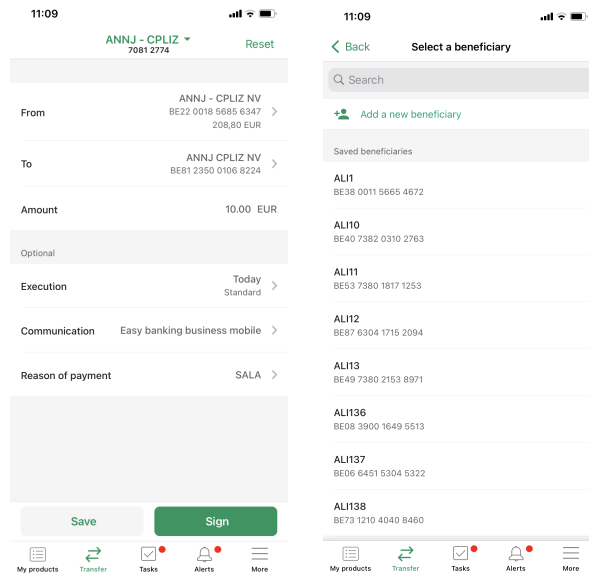 11:09
ANNJ - CPLIZ
7081 2774
Reset
From
ANNJ - CPLIZ NV
BE22 0018 5685 6347
208,80 EUR
To
ANNJ CPLIZ NV
BE81 2350 0106 8224
Amount
10.00 EUR
Optional
Execution
Today
Standard
Communication
Easy banking business mobile
Reason of payment
SALA
Save
Sign
My products
Transfer
Tasks
Alerts
More
11:09
Back
Select a beneficiary
Search
Add a new beneficiary
Saved beneficiaries
ALI1
BE38 0011 5665 4672
ALI10
BE40 7382 0310 2763
ALI11
BE53 7380 1817 1253
ALI12
BE87 6304 1715 2094
ALI13
BE49 7380 2153 8971
ALI136
BE08 3900 1649 5513
ALI137
BE06 6451 5304 5322
ALI138
BE73 1210 4040 8460
My products
Transfer
Tasks
Alerts
More